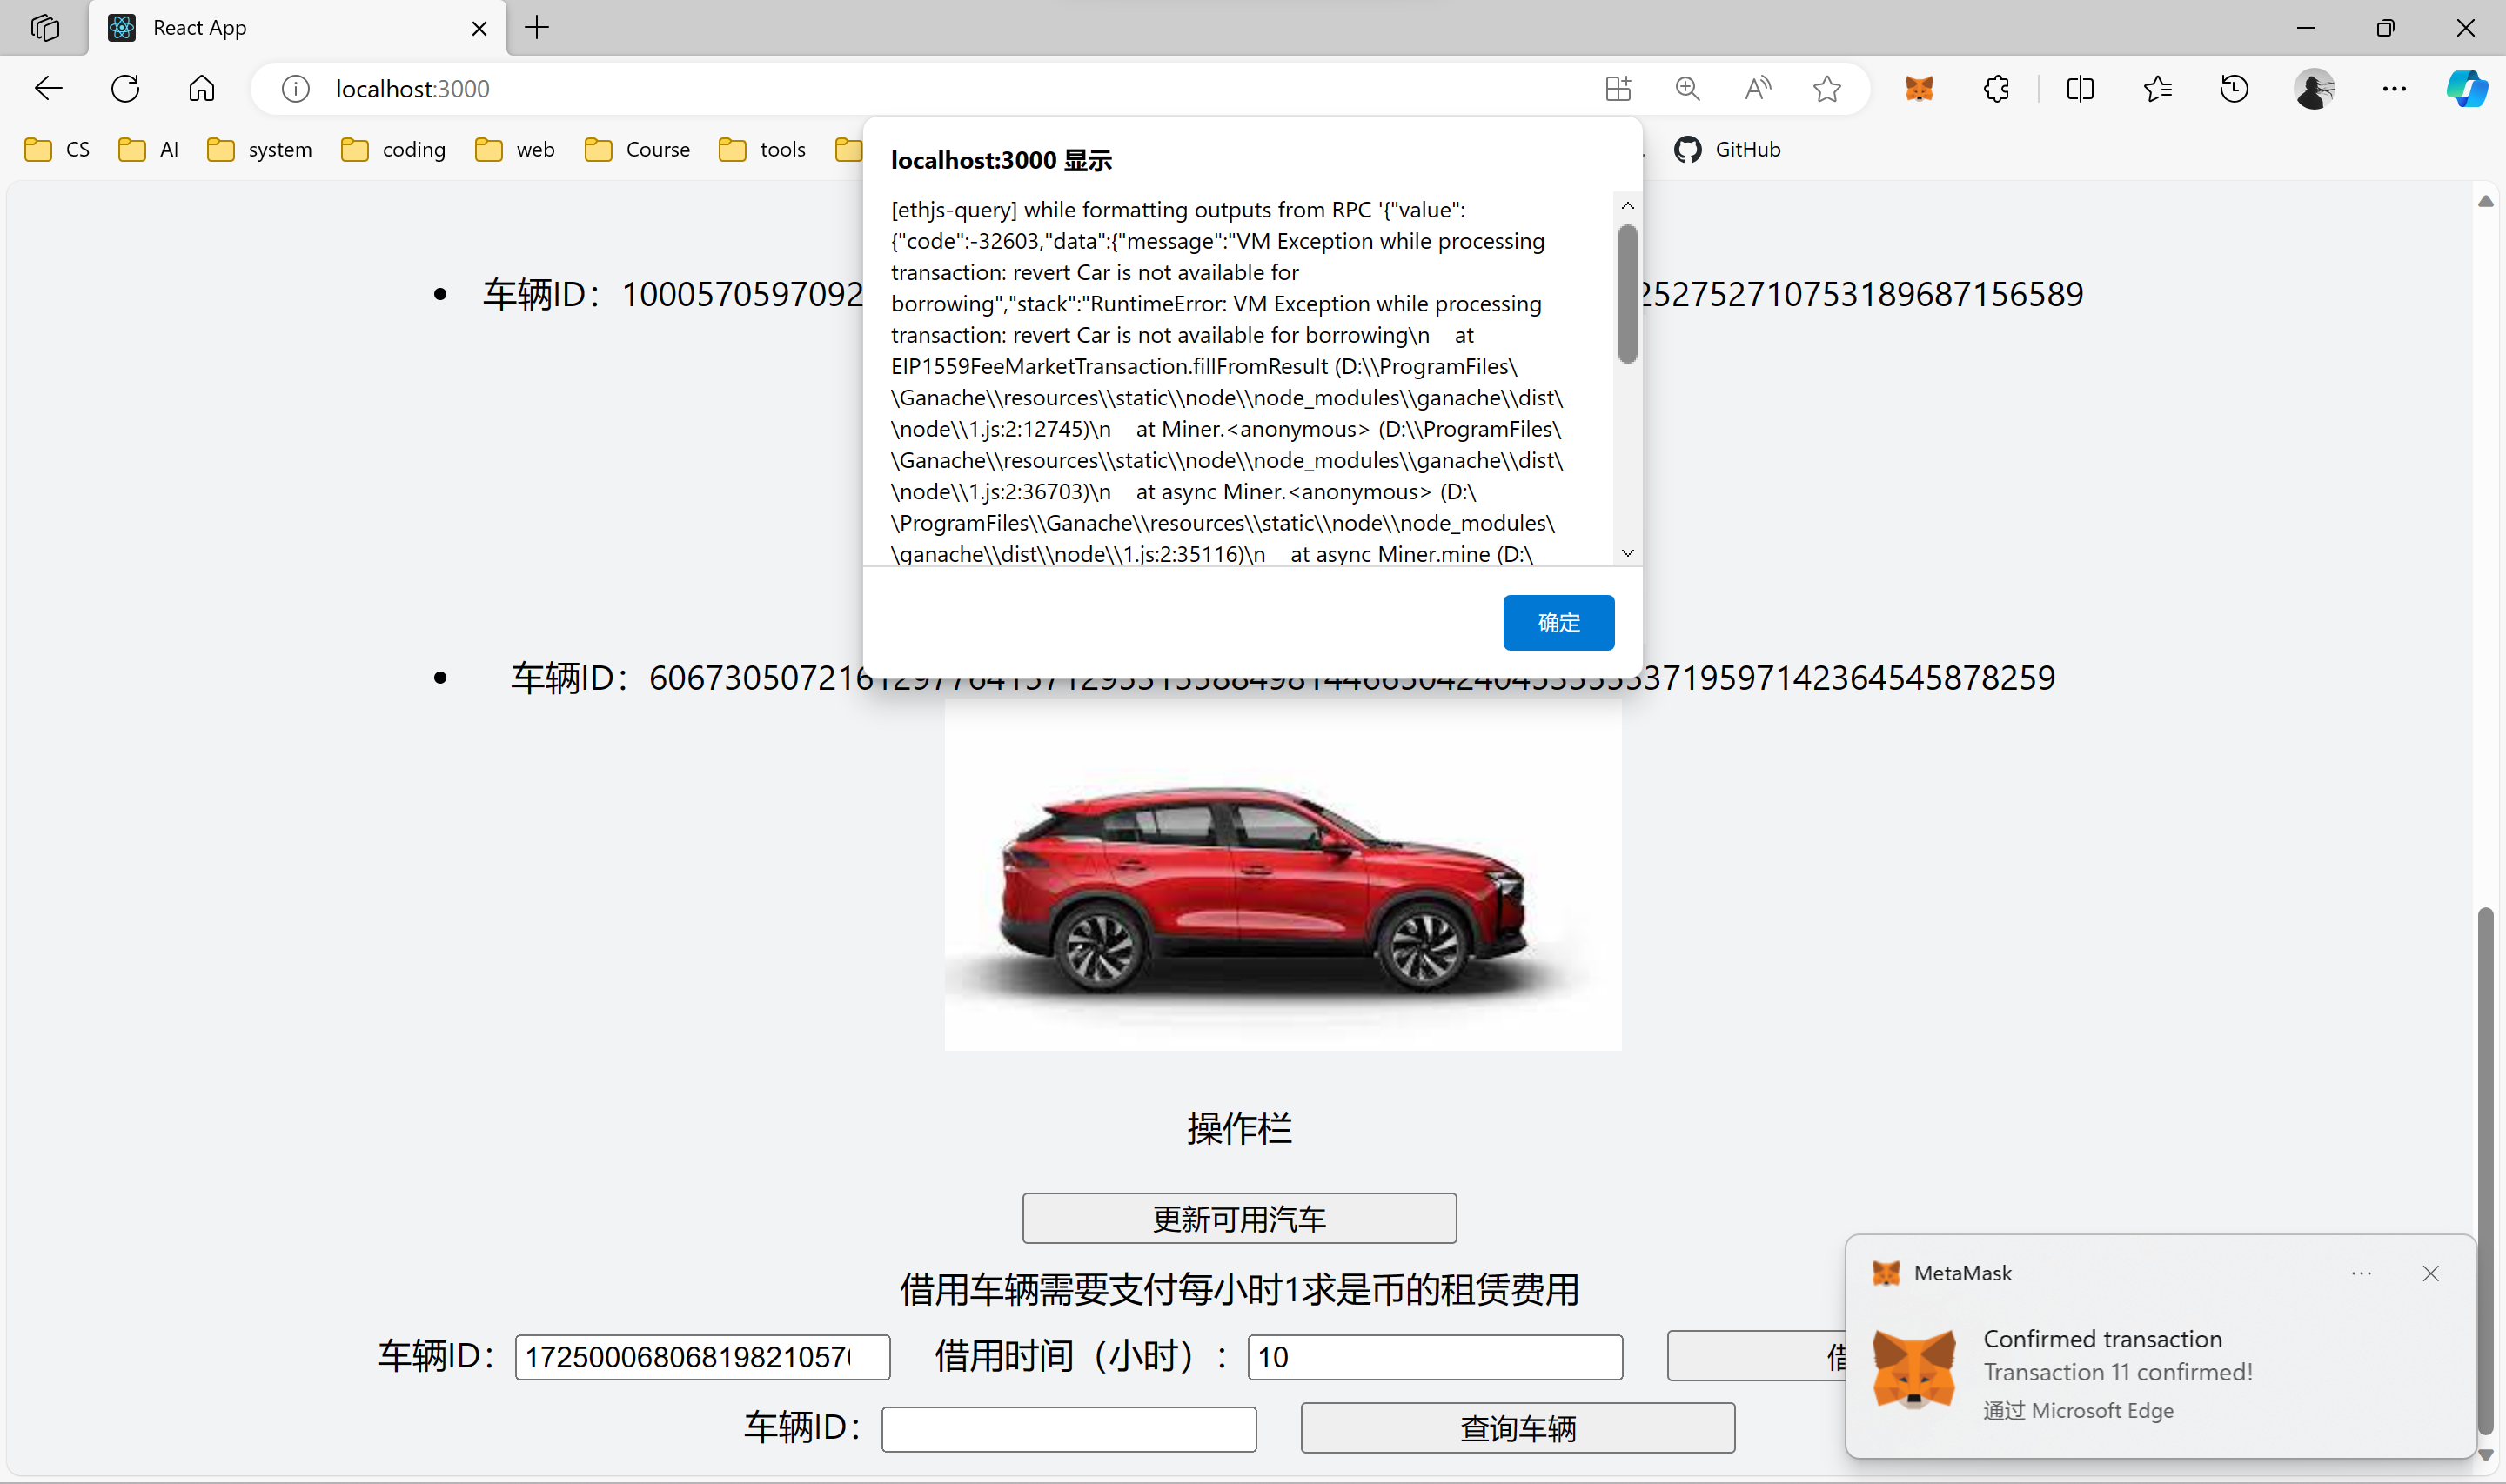 React App
localhost:3000
CS AI system coding web Course tools GitHub
localhost:3000 显示
[ethjs-query] while formatting outputs from RPC '{"value":
{"code":-32603,"data":{"message":"VM Exception while processing
transaction: revert Car is not available for
borrowing","stack":"RuntimeError: VM Exception while processing
transaction: revert Car is not available for borrowing\n    at
EIP1559FeeMarketTransaction.fillFromResult (D:\\ProgramFiles\
\Ganache\\resources\\static\\node\\node_modules\\ganache\\dist\
\node\\1.js:2:12745)\n    at Miner.<anonymous> (D:\\ProgramFiles\
\Ganache\\resources\\static\\node\\node_modules\\ganache\\dist\
\node\\1.js:2:36703)\n    at async Miner.<anonymous> (D:\
\ProgramFiles\\Ganache\\resources\\static\\node\\node_modules\
\ganache\\dist\\node\\1.js:2:35116)\n    at async Miner.mine (D:\
确定
车辆ID：1000570597092 252752710753189687156589
车辆ID：606730507216 3719597142364545878259
操作栏
更新可用汽车
借用车辆需要支付每小时1求是币的租赁费用
车辆ID： 1725000680681982105 借用时间（小时）： 10 借
车辆ID： 查询车辆
MetaMask
Confirmed transaction
Transaction 11 confirmed!
通过 Microsoft Edge